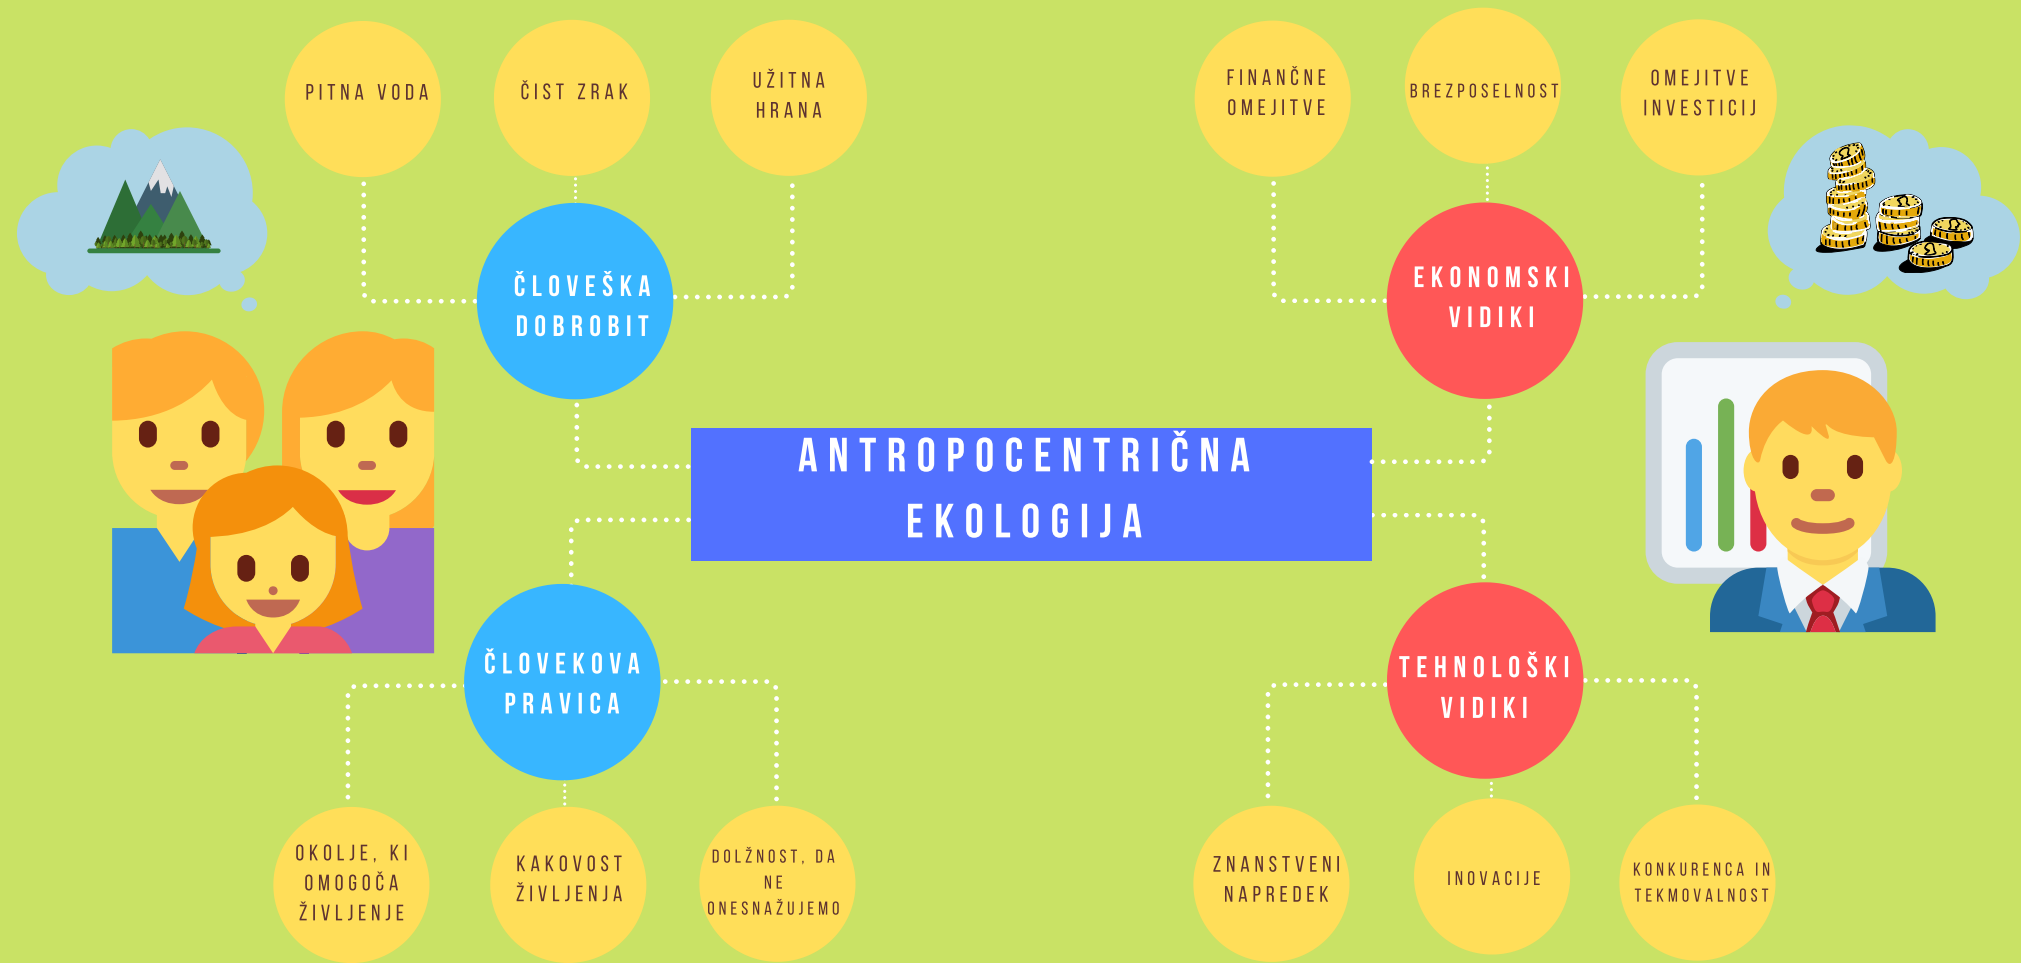 PITNA VODA
ČIST ZRAK
UŽITNA
HRANA
FINANČNE
OMEJITVE
BREZPOSELNOST
OMEJITVE
INVESTICIJ
ČLOVEŠKA
DOBROBIT
EKONOMSKI
VIDIKI
ANTROPOCENTRIČNA
EKOLOGIJA
ČLOVEKOVA
PRAVICA
TEHNOLOŠKI
VIDIKI
OKOLJE, KI
OMOGOČA
ŽIVLJENJE
KAKOVOST
ŽIVLJENJA
DOLŽNOST, DA
NE
ONESNAŽUJEMO
ZNANSTVENI
NAPREDEK
INOVACIJE
KONKURENCA IN
TEKMOVALNOST